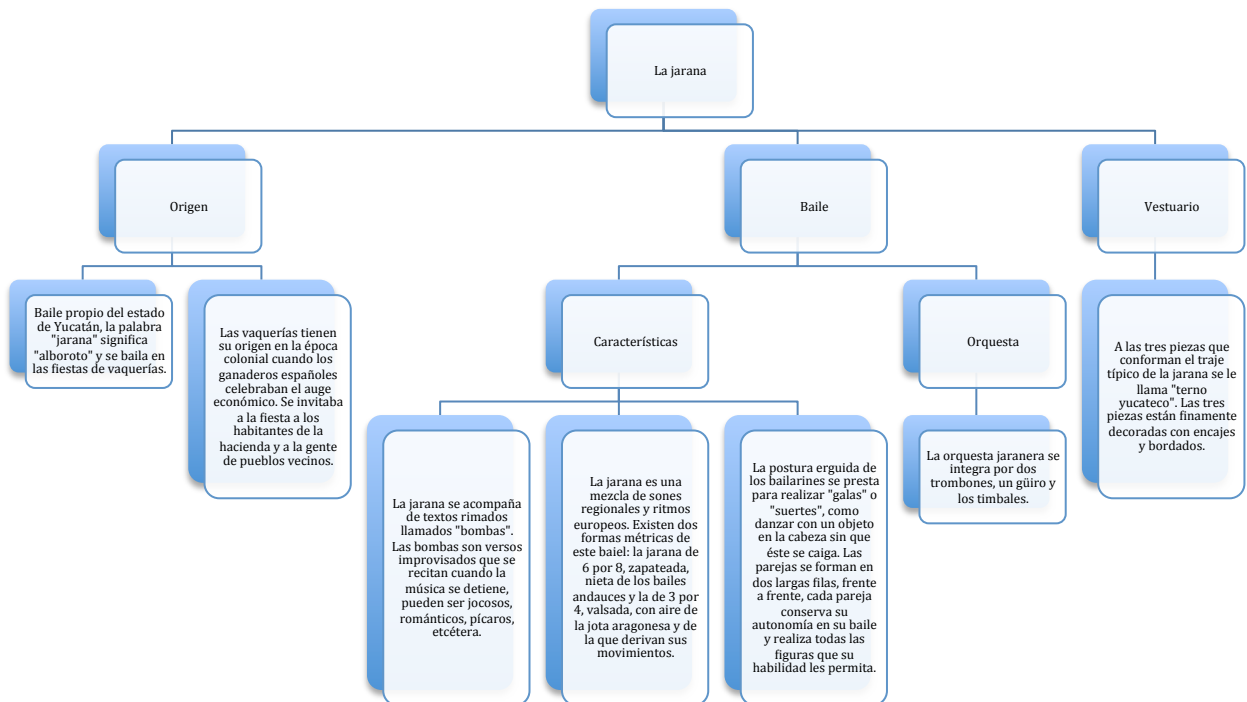 La jarana
Origen
Baile
Vestuario
Baile propio del estado
de Yucatán, la palabra
"jarana" significa
"alboroto" y se baila en
las fiestas de vaquerías.
Las vaquerías tienen
su origen en la época
colonial cuando los
ganaderos españoles
celebraban el auge
económico. Se invitaba
a la fiesta a los
habitantes de la
hacienda y a la gente
de pueblos vecinos.
Características
Orquesta
A las tres piezas que
conforman el traje
típico de la jarana se le
llama "terno
yucateco". Las tres
piezas están finamente
decoradas con encajes
y bordados.
La jarana se acompaña
de textos rimados
llamados "bombas".
Las bombas son versos
improvisados que se
recitan cuando la
música se detiene,
pueden ser jocosos,
románticos, pícaros,
etcétera.
La jarana es una
mezcla de sones
regionales y ritmos
europeos. Existen dos
formas métricas de
este baiel: la jarana de
6 por 8, zapateada,
nieta de los bailes
andauces y la de 3 por
4, valsada, con aire de
la jota aragonesa y de
la que derivan sus
movimientos.
La postura erguida de
los bailarines se presta
para realizar "galas" o
"suertes", como
danzar con un objeto
en la cabeza sin que
éste se caiga. Las
parejas se forman en
dos largas filas, frente
a frente, cada pareja
conserva su
autonomía en su baile
y realiza todas las
figuras que su
habilidad les permita.
La orquesta jaranera se
integra por dos
trombones, un güiro y
los timbales.